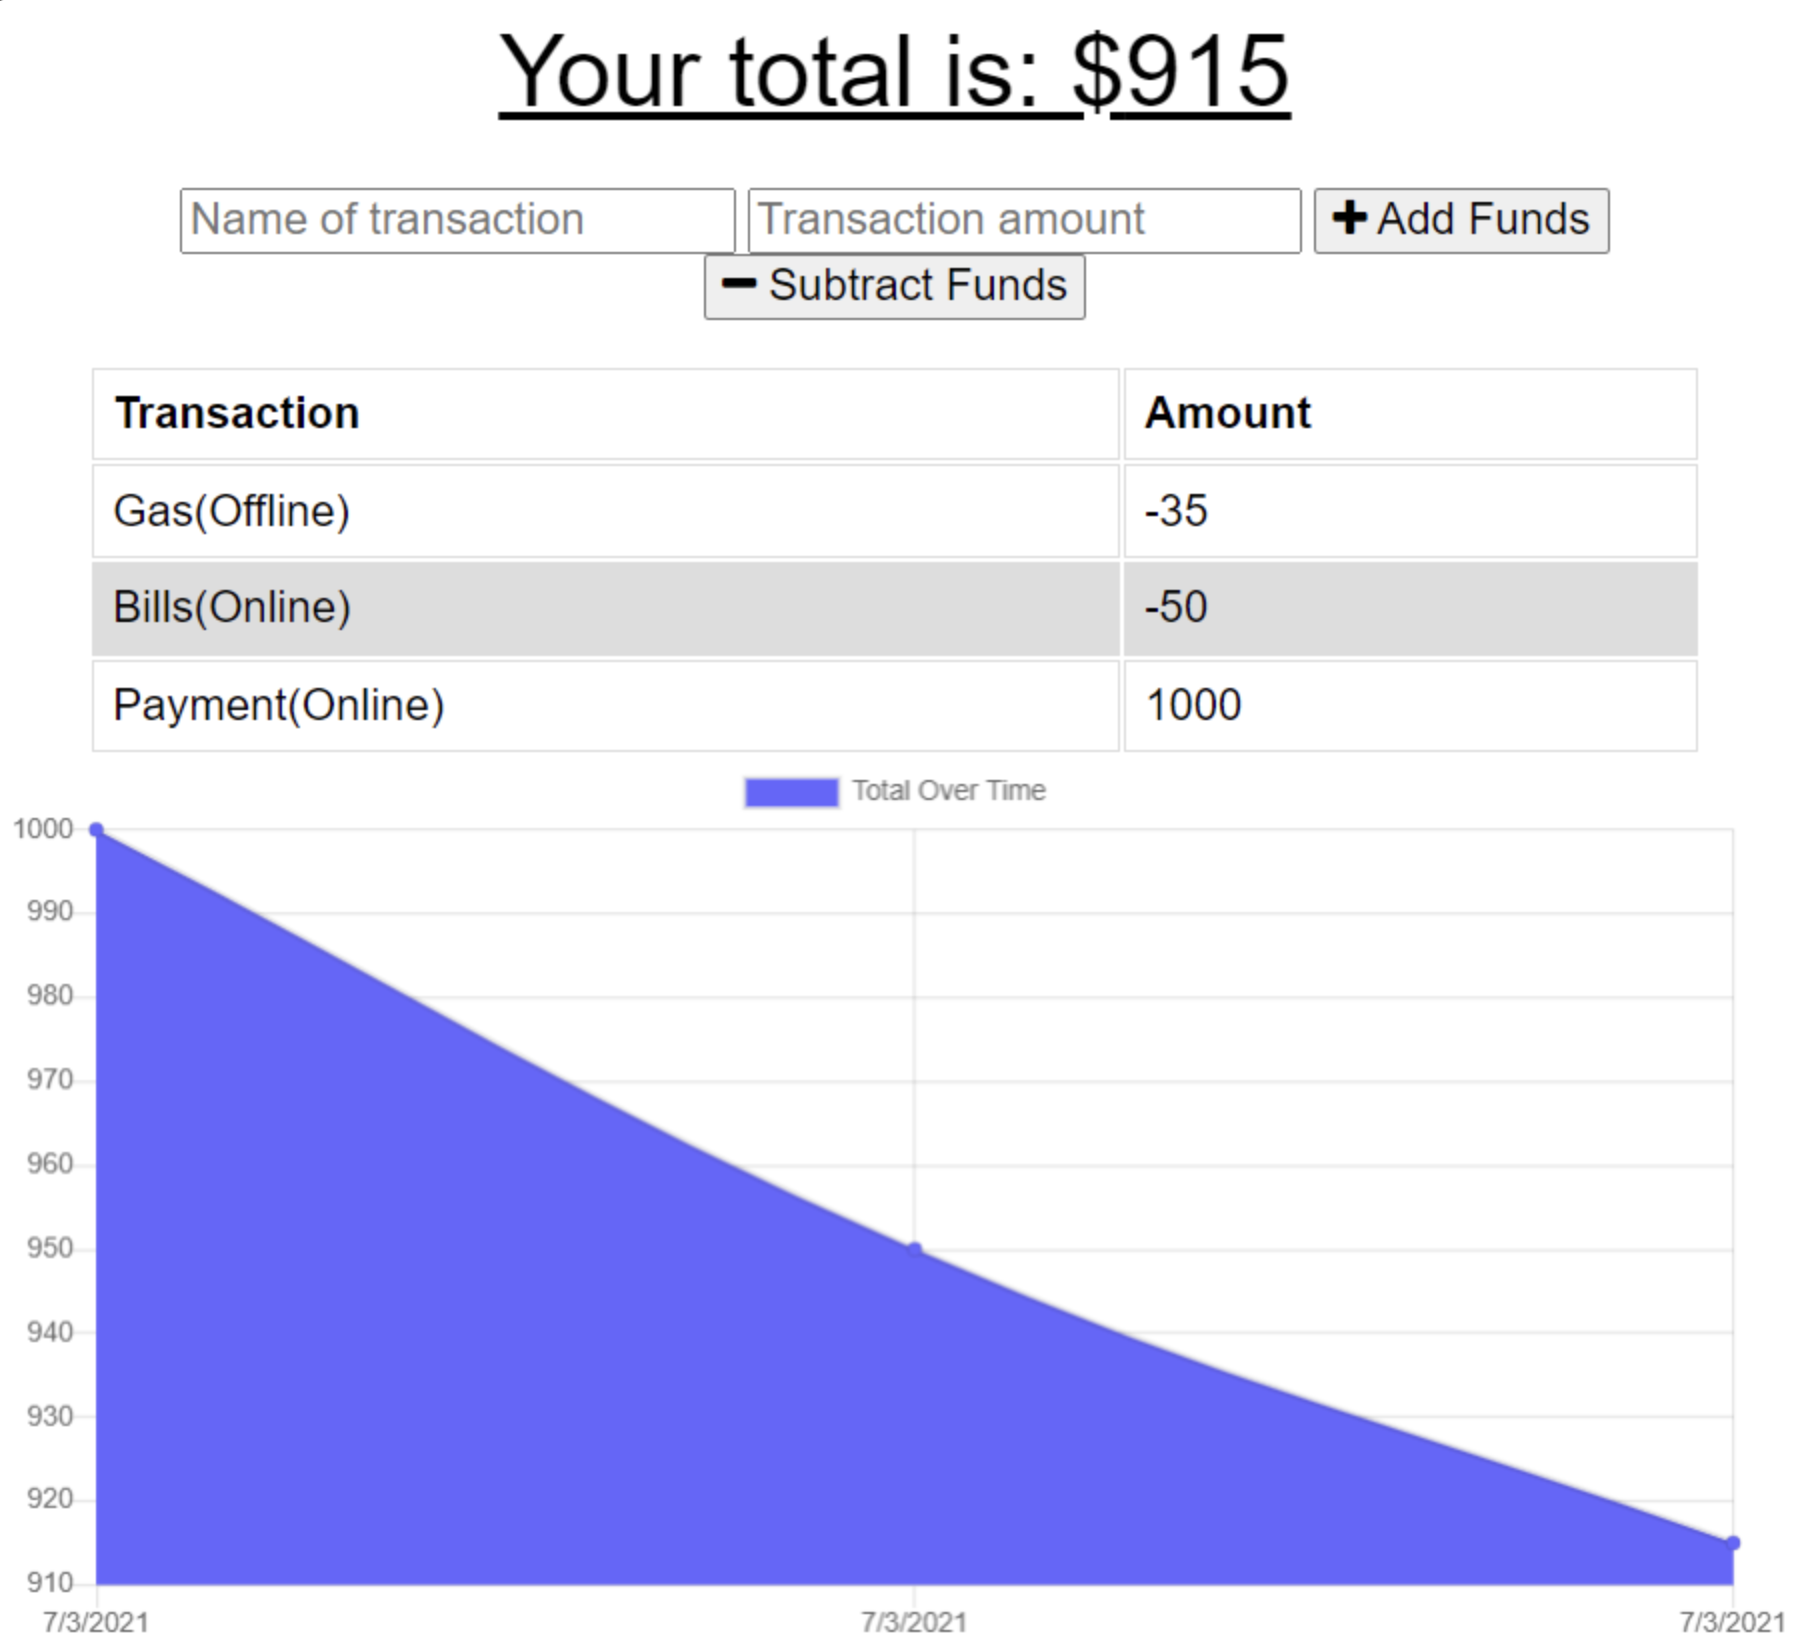 Your total is: $915
Name of transaction Transaction amount Add Funds
Subtract Funds
Transaction Amount
Gas(Offline) -35
Bills(Online) -50
Payment(Online) 1000
Total Over Time
1000
990
980
970
960
950
940
930
920
910
7/3/2021 7/3/2021 7/3/2021